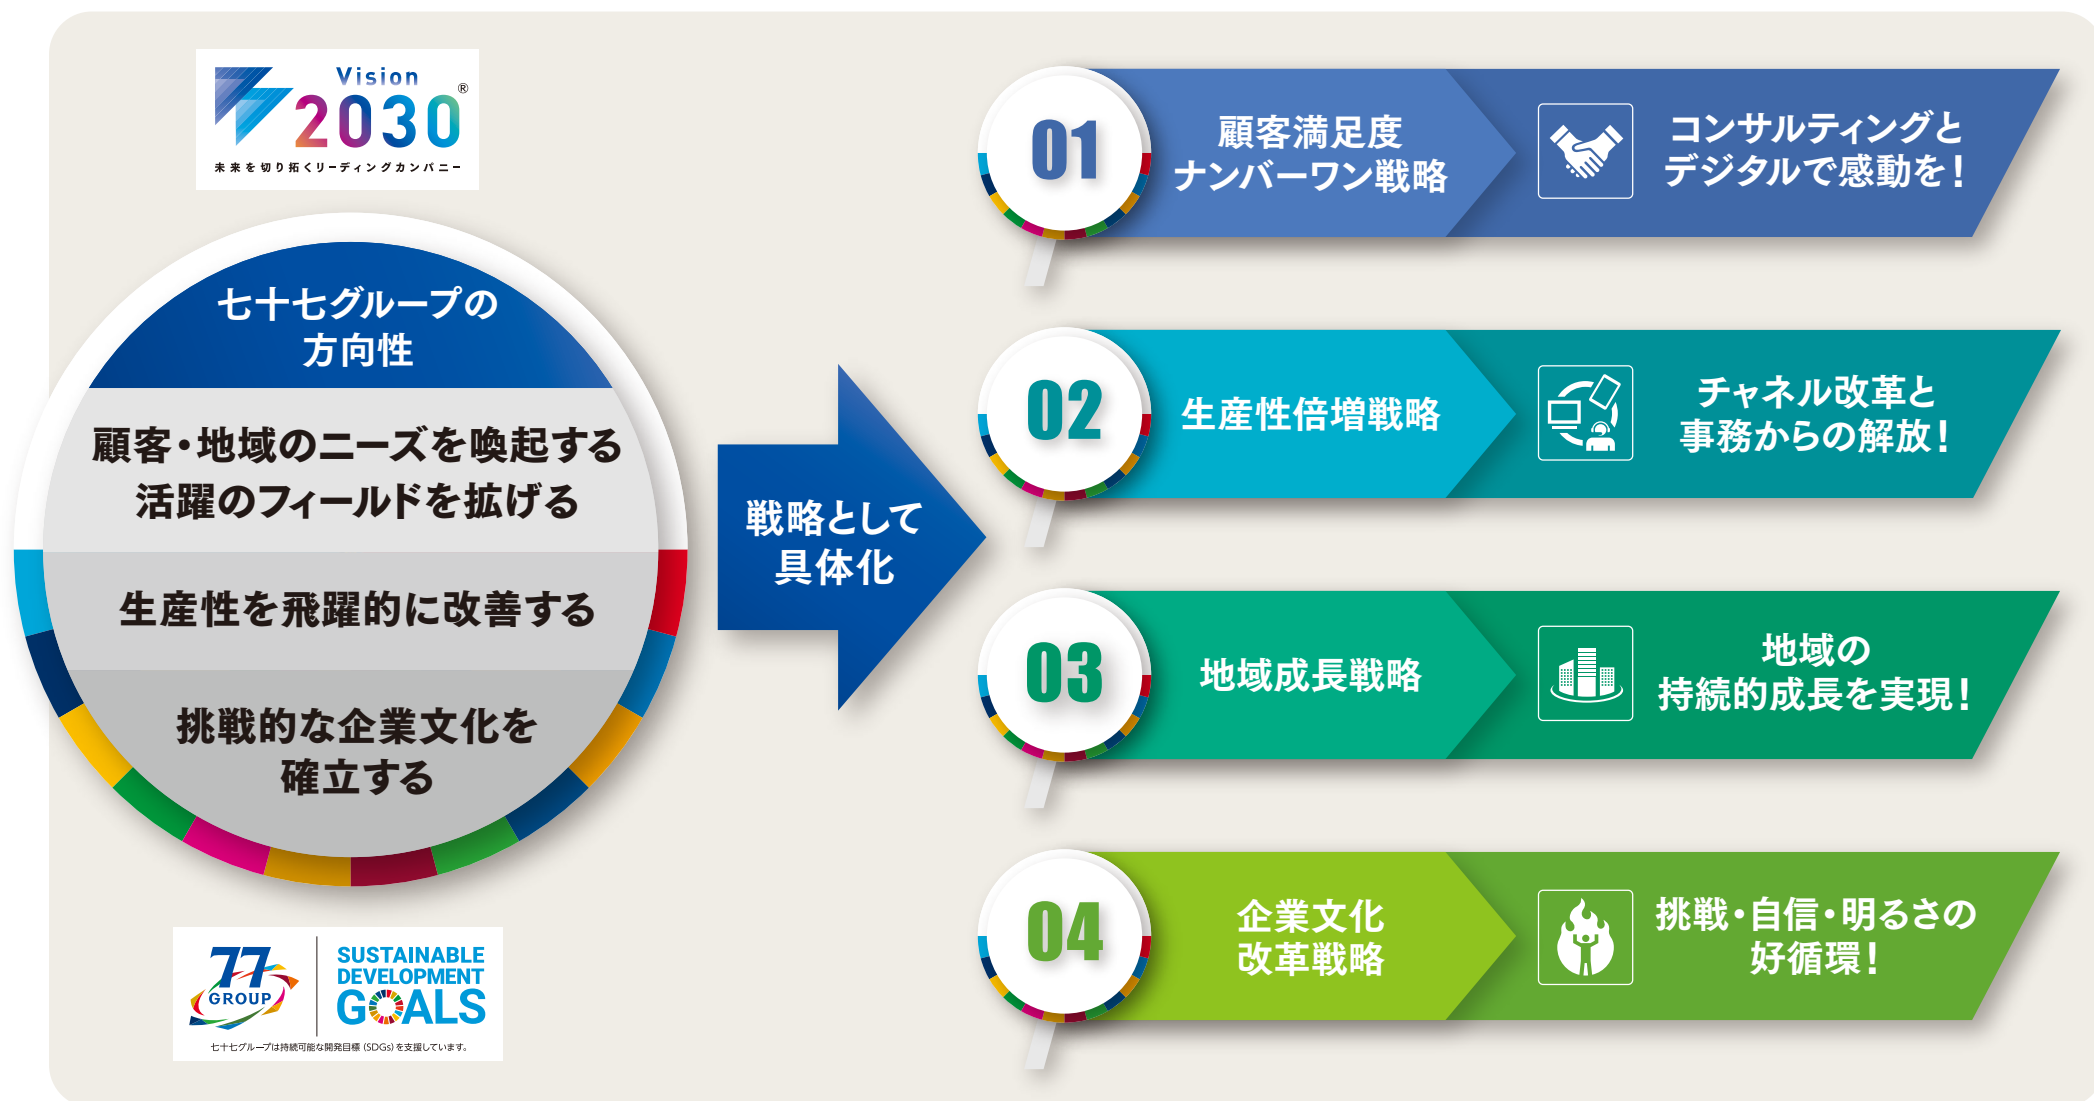 Vision
2030®
未来を切り拓くリーディングカンパニー
七十七グループの
方向性
顧客・地域のニーズを喚起する
活躍のフィールドを拡げる
生産性を飛躍的に改善する
挑戦的な企業文化を
確立する
77
GROUP
SUSTAINABLE
DEVELOPMENT
GOALS
七十七グループは持続可能な開発目標（SDGs）を支援しています。
戦略として
具体化
01
顧客満足度
ナンバーワン戦略
コンサルティングと
デジタルで感動を！
02
生産性倍増戦略
チャネル改革と
事務からの解放！
03
地域成長戦略
地域の
持続的成長を実現！
04
企業文化
改革戦略
挑戦・自信・明るさの
好循環！